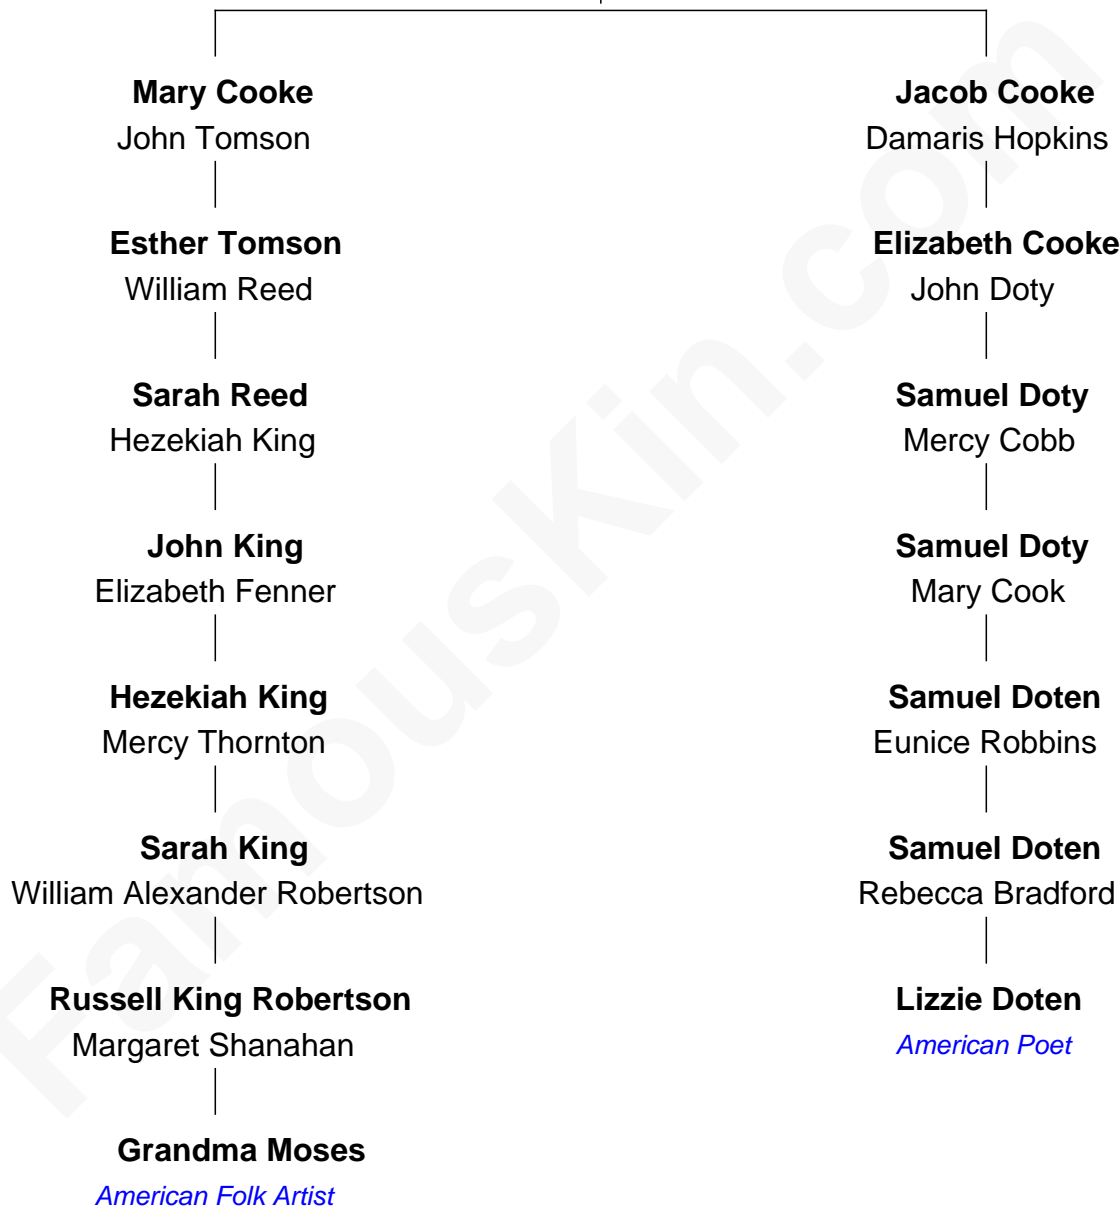 Mary Cooke
John Tomson
Esther Tomson
William Reed
Sarah Reed
Hezekiah King
John King
Elizabeth Fenner
Hezekiah King
Mercy Thornton
Sarah King
William Alexander Robertson
Russell King Robertson
Margaret Shanahan
Grandma Moses
American Folk Artist
Jacob Cooke
Damaris Hopkins
Elizabeth Cooke
John Doty
Samuel Doty
Mercy Cobb
Samuel Doty
Mary Cook
Samuel Doten
Eunice Robbins
Samuel Doten
Rebecca Bradford
Lizzie Doten
American Poet
FamousKin.com